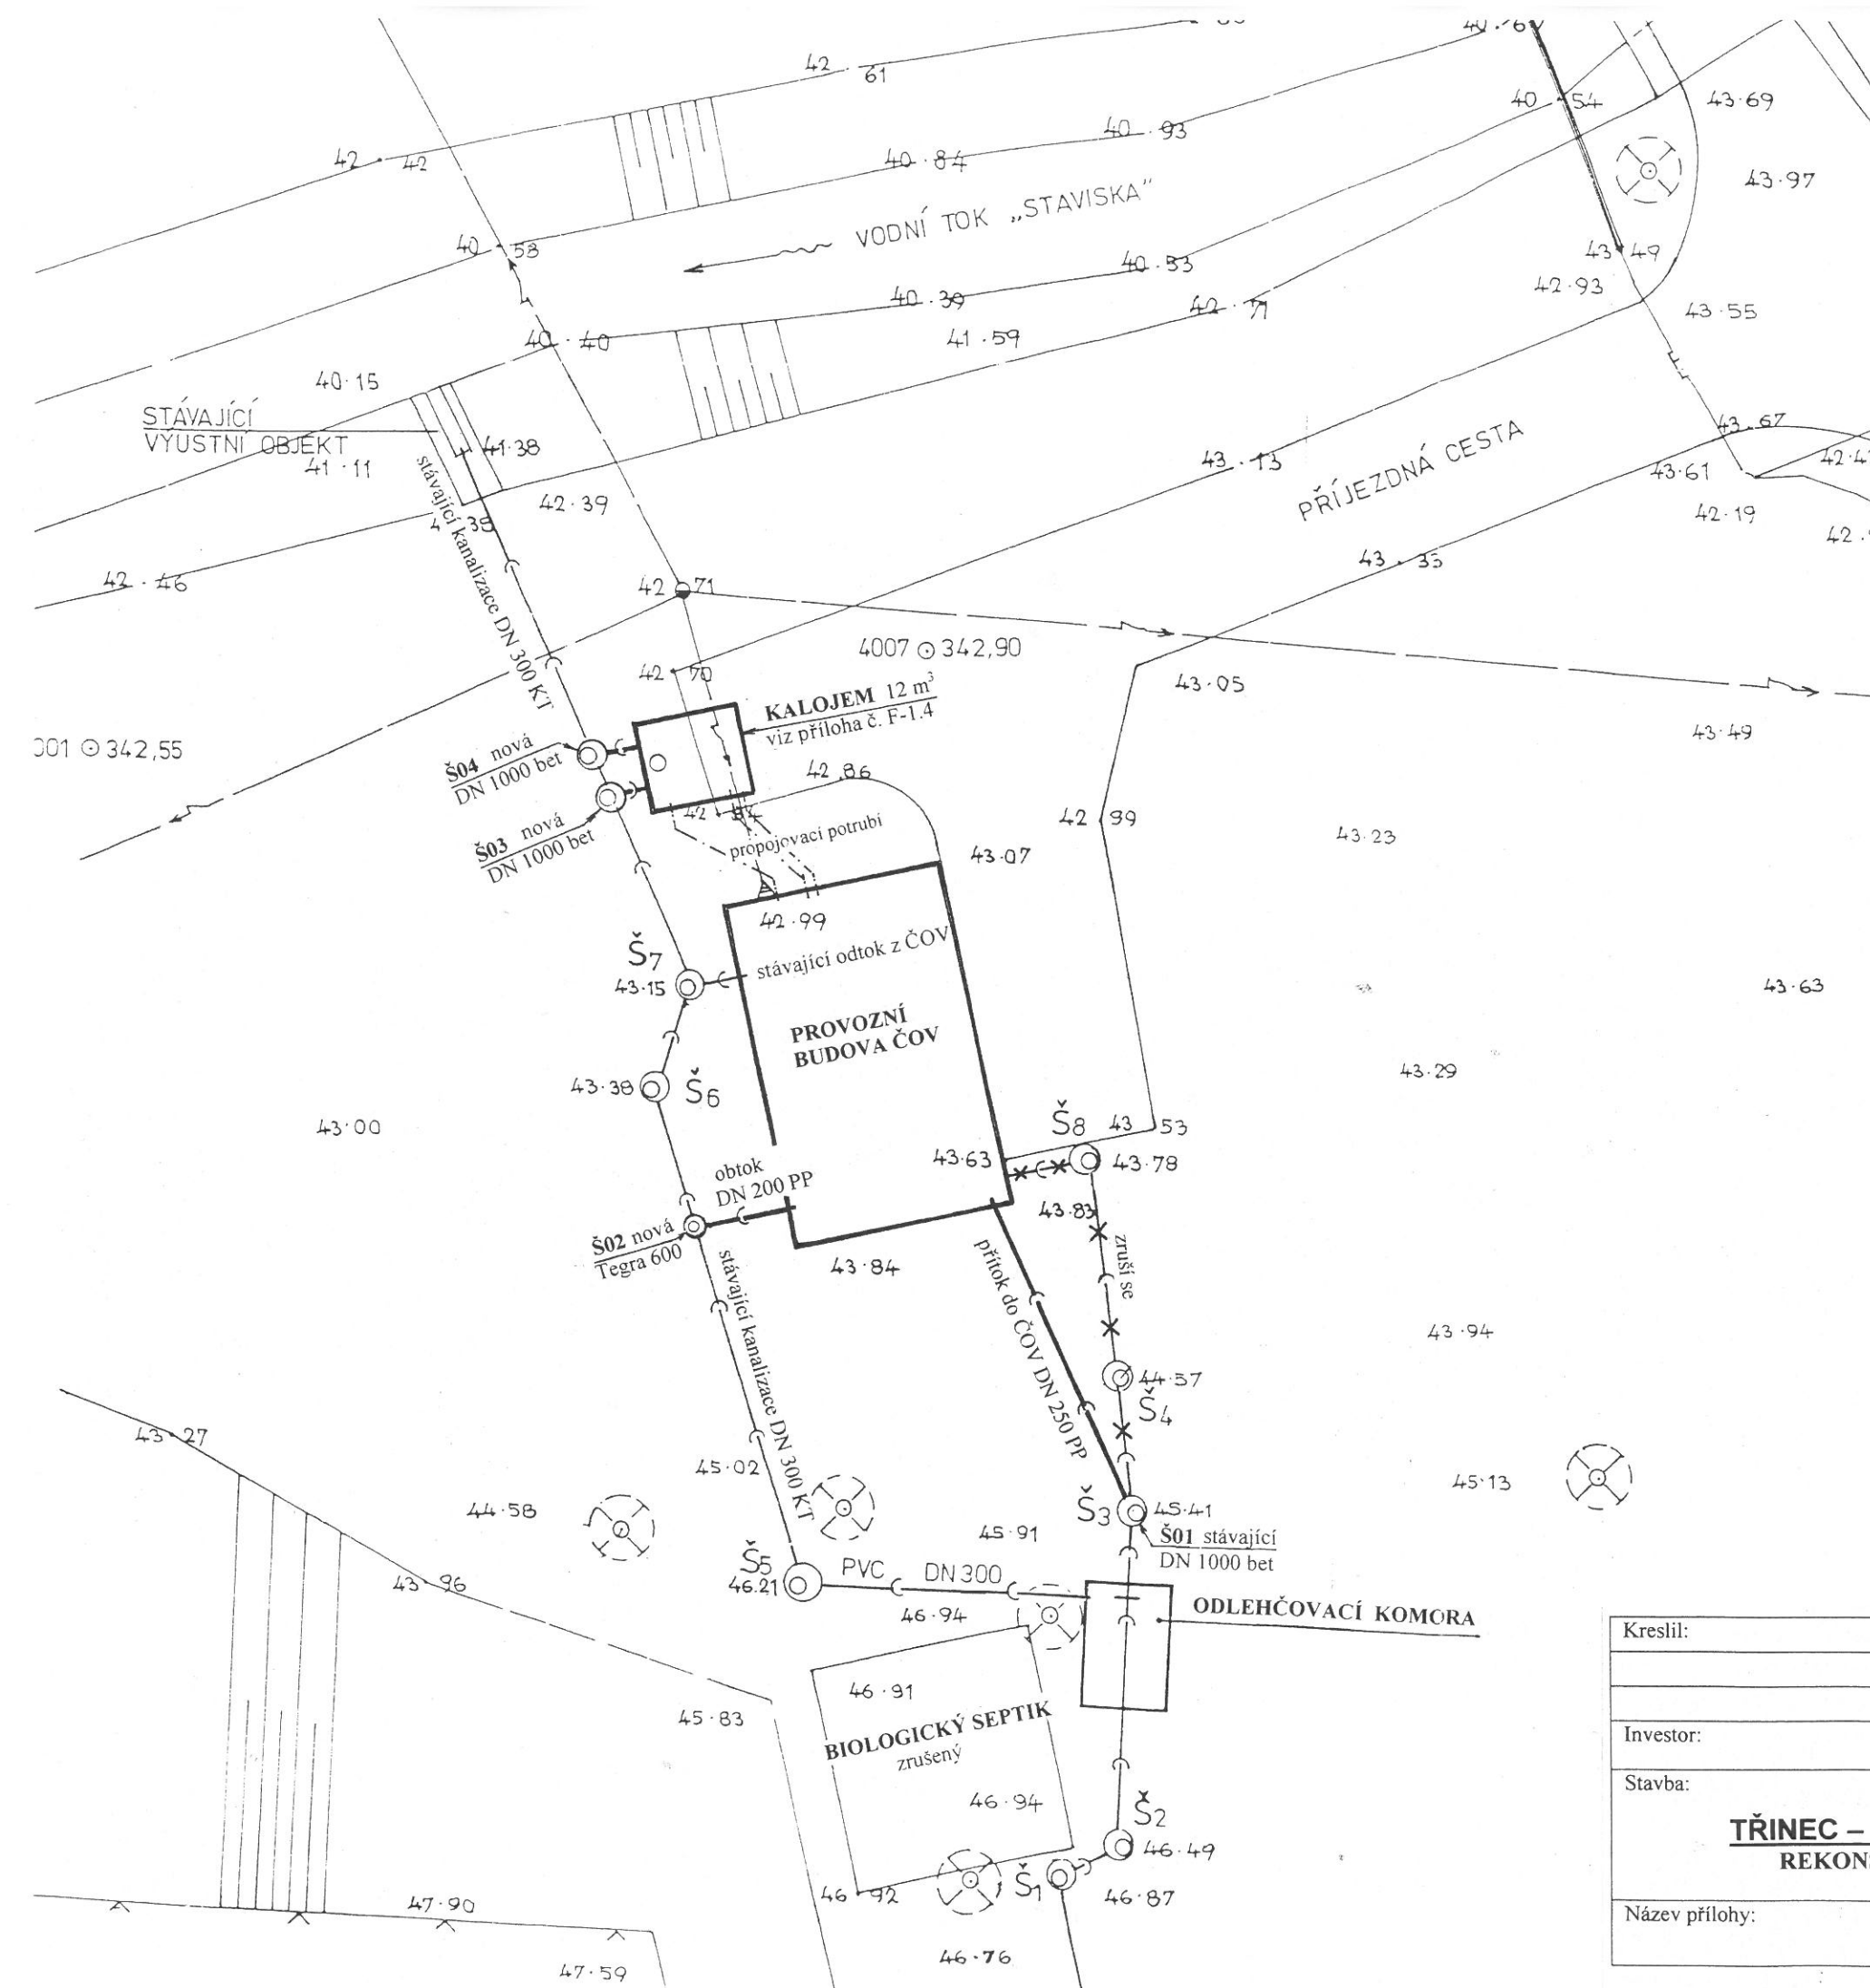 40.6
42.61
40.54
43.69
42.42
40.93
40.84
43.97
VODNÍ TOK „STAVISKA"
40.58
43.49
40.53
42.93
40.39
42.71
43.55
40.40
41.59
40.15
STÁVAJÍCÍ
VÝUSTNÍ OBJEKT
41.38
41.11
43.67
43.13
PŘÍJEZDNÁ CESTA
43.61
42.39
42.19
stávající kanalizace DN 300 KT
42.46
43.35
42.71
4007 ⊙ 342,90
42.70
43.05
KALOJEM 12 m³
viz příloha č. F-1.4
43.49
001 ⊙ 342,55
Š04 nová
DN 1000 bet
42.86
42.99
43.23
Š03 nová
DN 1000 bet
propojovací potrubí
43.07
42.99
Š7
stávající odtok z ČOV
43.15
43.63
PROVOZNÍ
BUDOVA ČOV
43.38
Š6
43.29
43.00
Š8
43.53
43.63
43.78
obtok
DN 200 PP
43.83
Š02 nová
Tegra 600
43.84
zruší se
přítok do ČOV DN 250 PP
stávající kanalizace DN 300 KT
43.94
44.57
Š4
43.27
45.02
45.13
44.58
Š3
45.41
45.91
Š01 stávající
DN 1000 bet
Š5
46.21
PVC DN 300
43.96
46.94
ODLEHČOVACÍ KOMORA
Kreslil:
46.91
45.83
BIOLOGICKÝ SEPTIK
zrušený
Investor:
Stavba:
46.94
Š2
TŘINEC –
46.49
REKON
Š1
46.92
46.87
47.90
Název přílohy:
46.76
47.59